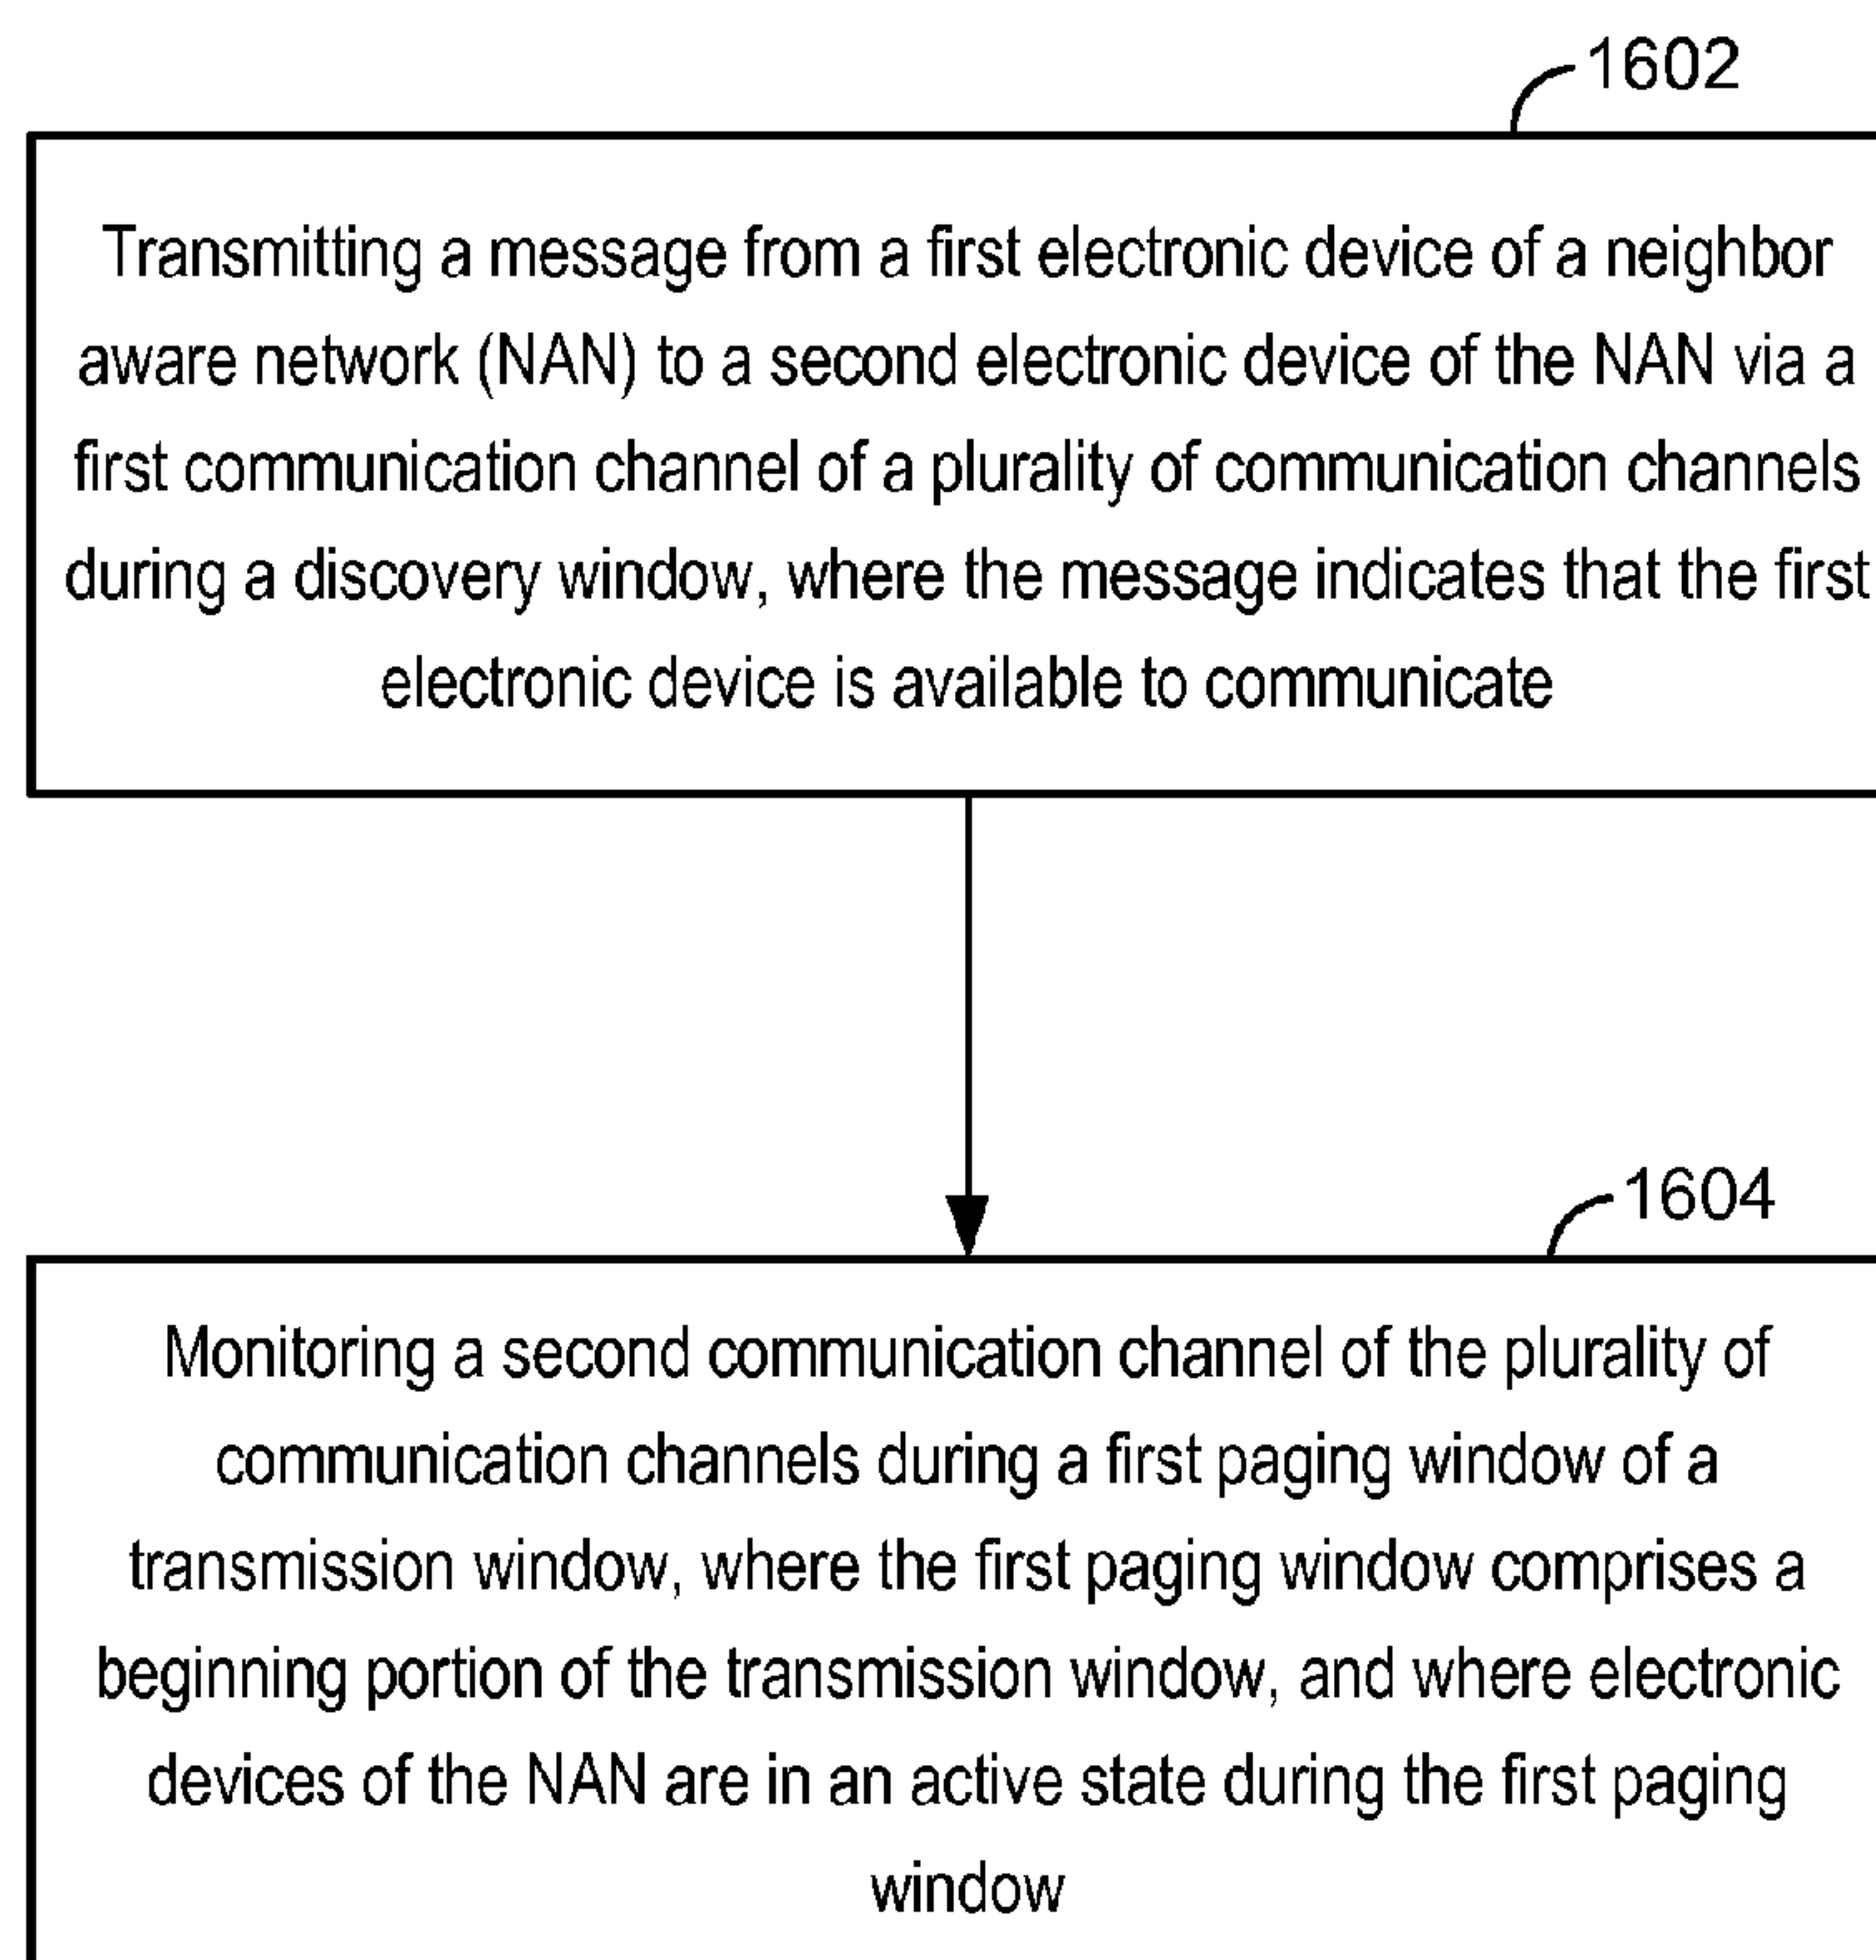 1602
Transmitting a message from a first electronic device of a neighbor
aware network (NAN) to a second electronic device of the NAN via a
first communication channel of a plurality of communication channels
during a discovery window, where the message indicates that the first
electronic device is available to communicate
1604
Monitoring a second communication channel of the plurality of
communication channels during a first paging window of a
transmission window, where the first paging window comprises a
beginning portion of the transmission window, and where electronic
devices of the NAN are in an active state during the first paging
window